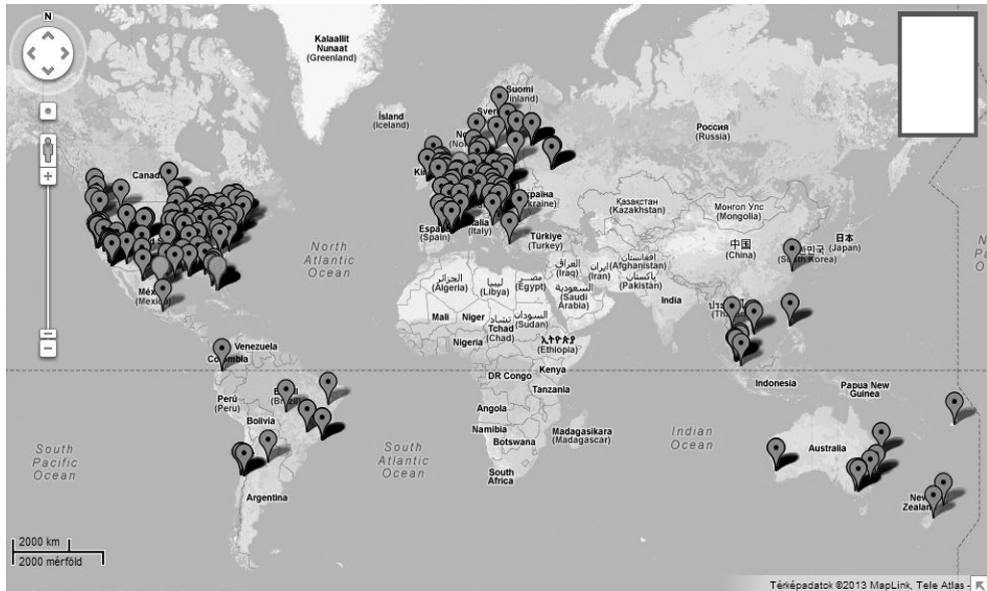 N
Kalaallit
Nunaat
(Greenland)
Ísland
(Iceland)
Suomi
Россия
(Russia)
Україна
Қазақстан
(Kazakhstan)
Монгол Улс
(Mongolia)
中国
(China)
日本
(Japan)
South Korea)
North
Atlantic
Ocean
España
(Spain)
Italia
(Italy)
Türkiye
(Turkey)
العراق
(Iraq)
ایران
(Iran)
افغانستان
(Afghanistan)
پاکستان
(Pakistan)
السعودية
(Saudi
Arabia)
مصر
(Egypt)
ليبيا
(Libya)
الجزائر
(Algeria)
السودان
(Sudan)
تشاد
Tchad
(Chad)
Mali
Niger
Nigeria
ኢትዮጵያ
(Ethiopia)
India
México
(Mexico)
Venezuela
Colombia
DR Congo
Kenya
Tanzania
Indonesia
Papua New
Guinea
Perú
(Peru)
Brasil
(Brazil)
Bolivia
Angola
Namibia
Botswana
Madagasikara
(Madagascar)
Indian
Ocean
Australia
South
Pacific
Ocean
South
Atlantic
Ocean
South
Africa
Argentina
New
Zealand
2000 km
2000 mérföld
Térképadatok ©2013 MapLink, Tele Atlas -